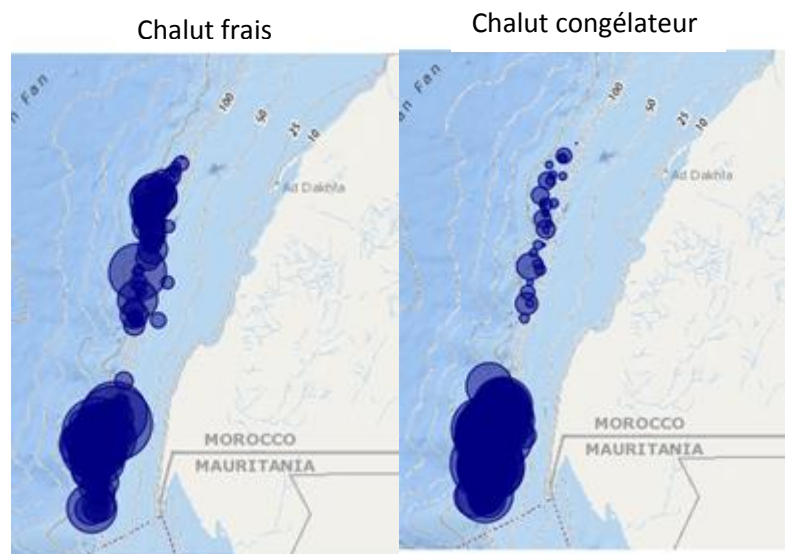 Chalut frais
Chalut congélateur
n Fan
100
50
25
10
Ad Dakhla
MOROCCO
MAURITANIA
n Fan
100
50
25
10
Ad Dakhla
MOROCCO
MAURITANIA